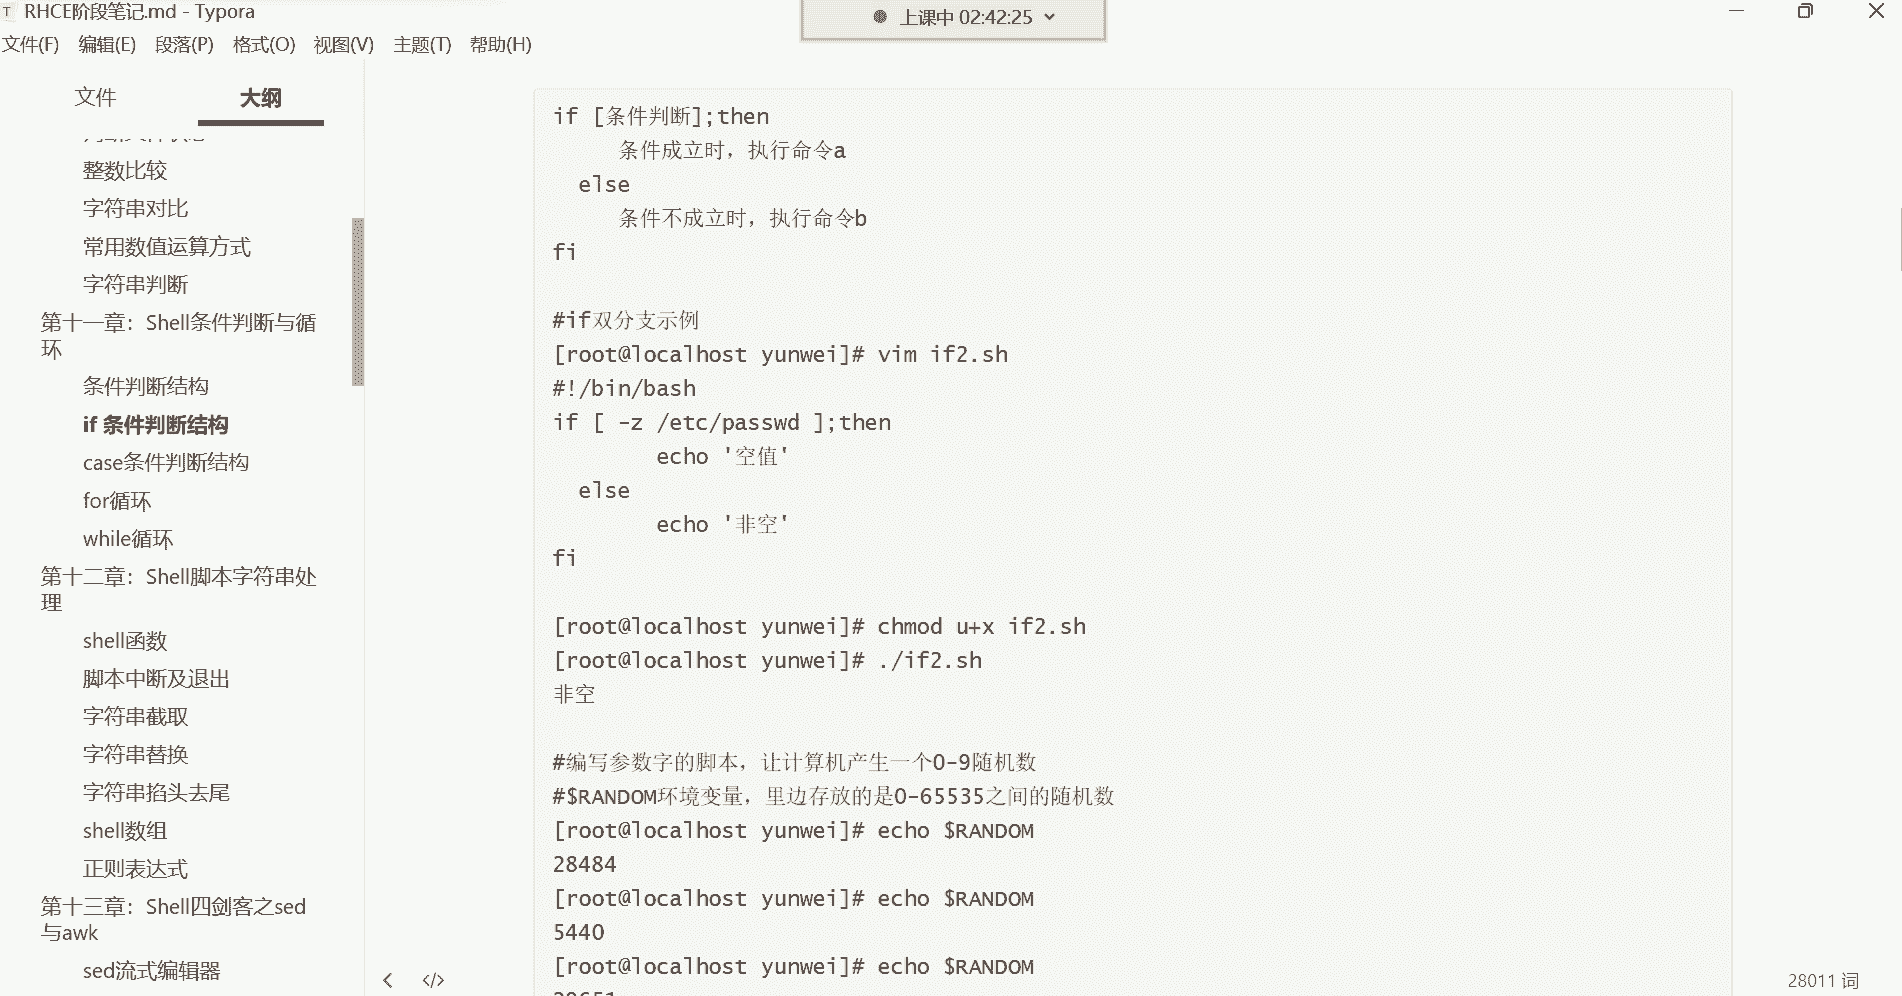 RHCE阶段笔记.md - Typora
上课中 02:42:25
文件(F) 编辑(E) 段落(P) 格式(O) 视图(V) 主题(T) 帮助(H)
文件 大纲
整数比较
字符串对比
常用数值运算方式
字符串判断
第十一章：Shell条件判断与循
环
条件判断结构
if 条件判断结构
case条件判断结构
for循环
while循环
第十二章：Shell脚本字符串处
理
shell函数
脚本中断及退出
字符串截取
字符串替换
字符串掐头去尾
shell数组
正则表达式
第十三章：Shell四剑客之sed
与awk
sed流式编辑器
if [条件判断];then
条件成立时，执行命令a
else
条件不成立时，执行命令b
fi
#if双分支示例
[root@localhost yunwei]# vim if2.sh
#!/bin/bash
if [ -z /etc/passwd ];then
echo '空值'
else
echo '非空'
fi
[root@localhost yunwei]# chmod u+x if2.sh
[root@localhost yunwei]# ./if2.sh
非空
#编写参数字的脚本，让计算机产生一个0-9随机数
#$RANDOM环境变量，里边存放的是0-65535之间的随机数
[root@localhost yunwei]# echo $RANDOM
28484
[root@localhost yunwei]# echo $RANDOM
5440
[root@localhost yunwei]# echo $RANDOM
28011 词